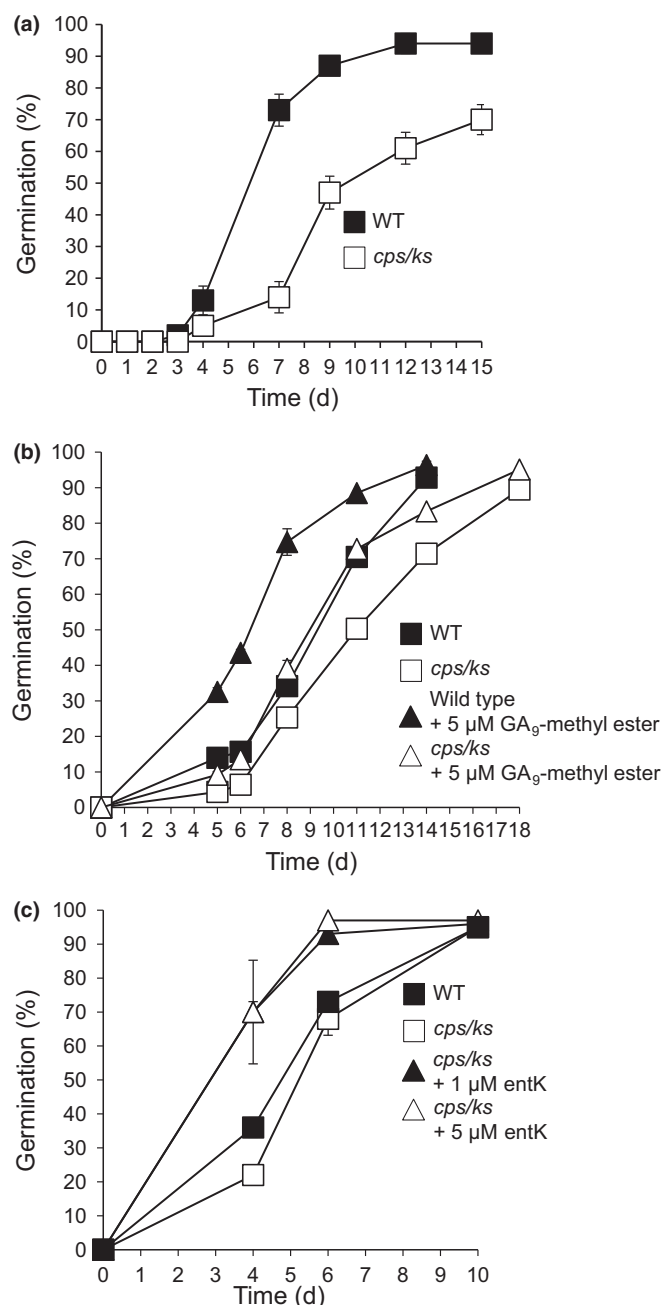 (a)
Germination (%)
100
90
80
70
60
50
40
30
20
10
0
WT
cps/ks
0 1 2 3 4 5 6 7 8 9 10 11 12 13 14 15
Time (d)
(b)
Germination (%)
100
90
80
70
60
50
40
30
20
10
0
WT
cps/ks
Wild type
+ 5 µM GA₉-methyl ester
cps/ks
+ 5 µM GA₉-methyl ester
0 1 2 3 4 5 6 7 8 9 10 11 12 13 14 15 16 17 18
Time (d)
(c)
Germination (%)
100
90
80
70
60
50
40
30
20
10
0
WT
cps/ks
cps/ks
+ 1 µM entK
cps/ks
+ 5 µM entK
0 1 2 3 4 5 6 7 8 9 10
Time (d)